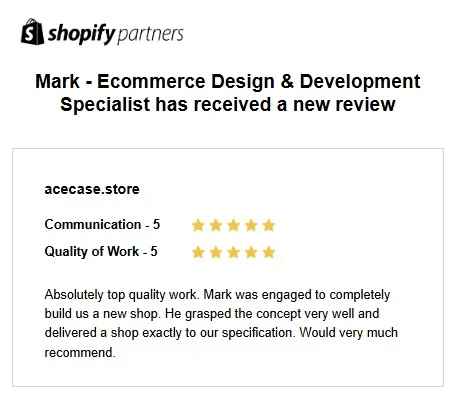 shopify partners
Mark - Ecommerce Design & Development
Specialist has received a new review
acecase.store
Communication - 5
Quality of Work - 5
Absolutely top quality work. Mark was engaged to completely
build us a new shop. He grasped the concept very well and
delivered a shop exactly to our specification. Would very much
recommend.